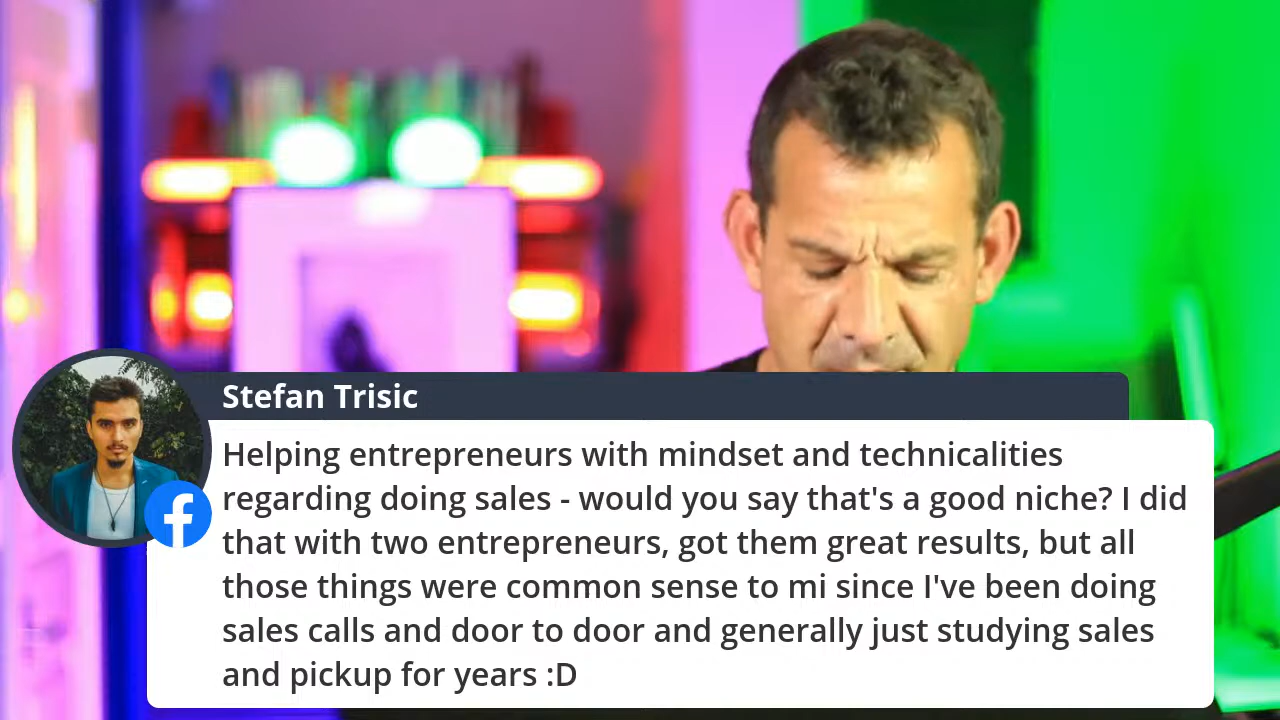 Stefan Trisic
Helping entrepreneurs with mindset and technicalities
regarding doing sales - would you say that's a good niche? I did
that with two entrepreneurs, got them great results, but all
those things were common sense to mi since I've been doing
sales calls and door to door and generally just studying sales
and pickup for years :D